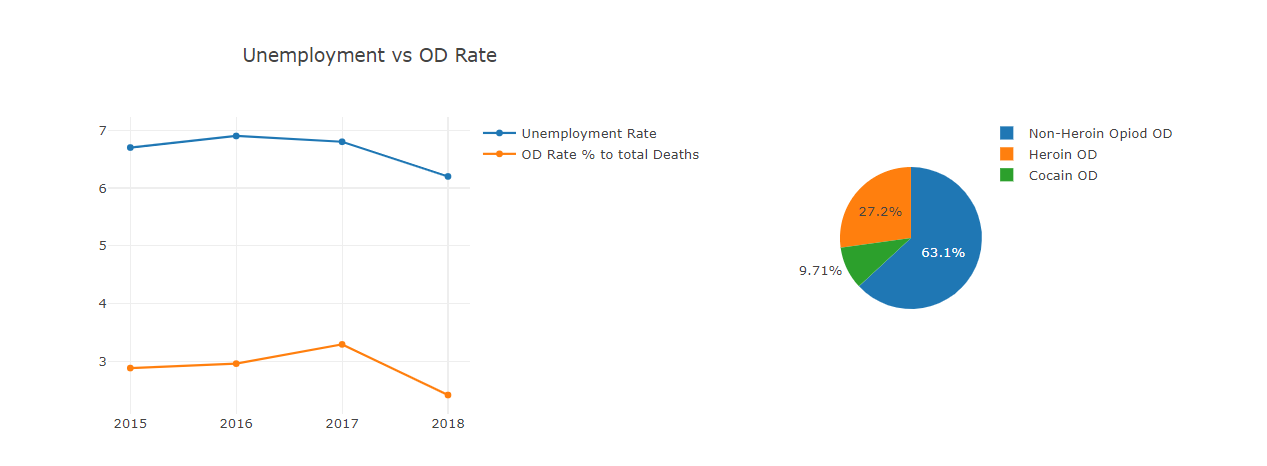 Unemployment vs OD Rate
7
6
5
4
3
2015 2016 2017 2018
Unemployment Rate
OD Rate % to total Deaths
27.2%
63.1%
9.71%
Non-Heroin Opiod OD
Heroin OD
Cocain OD